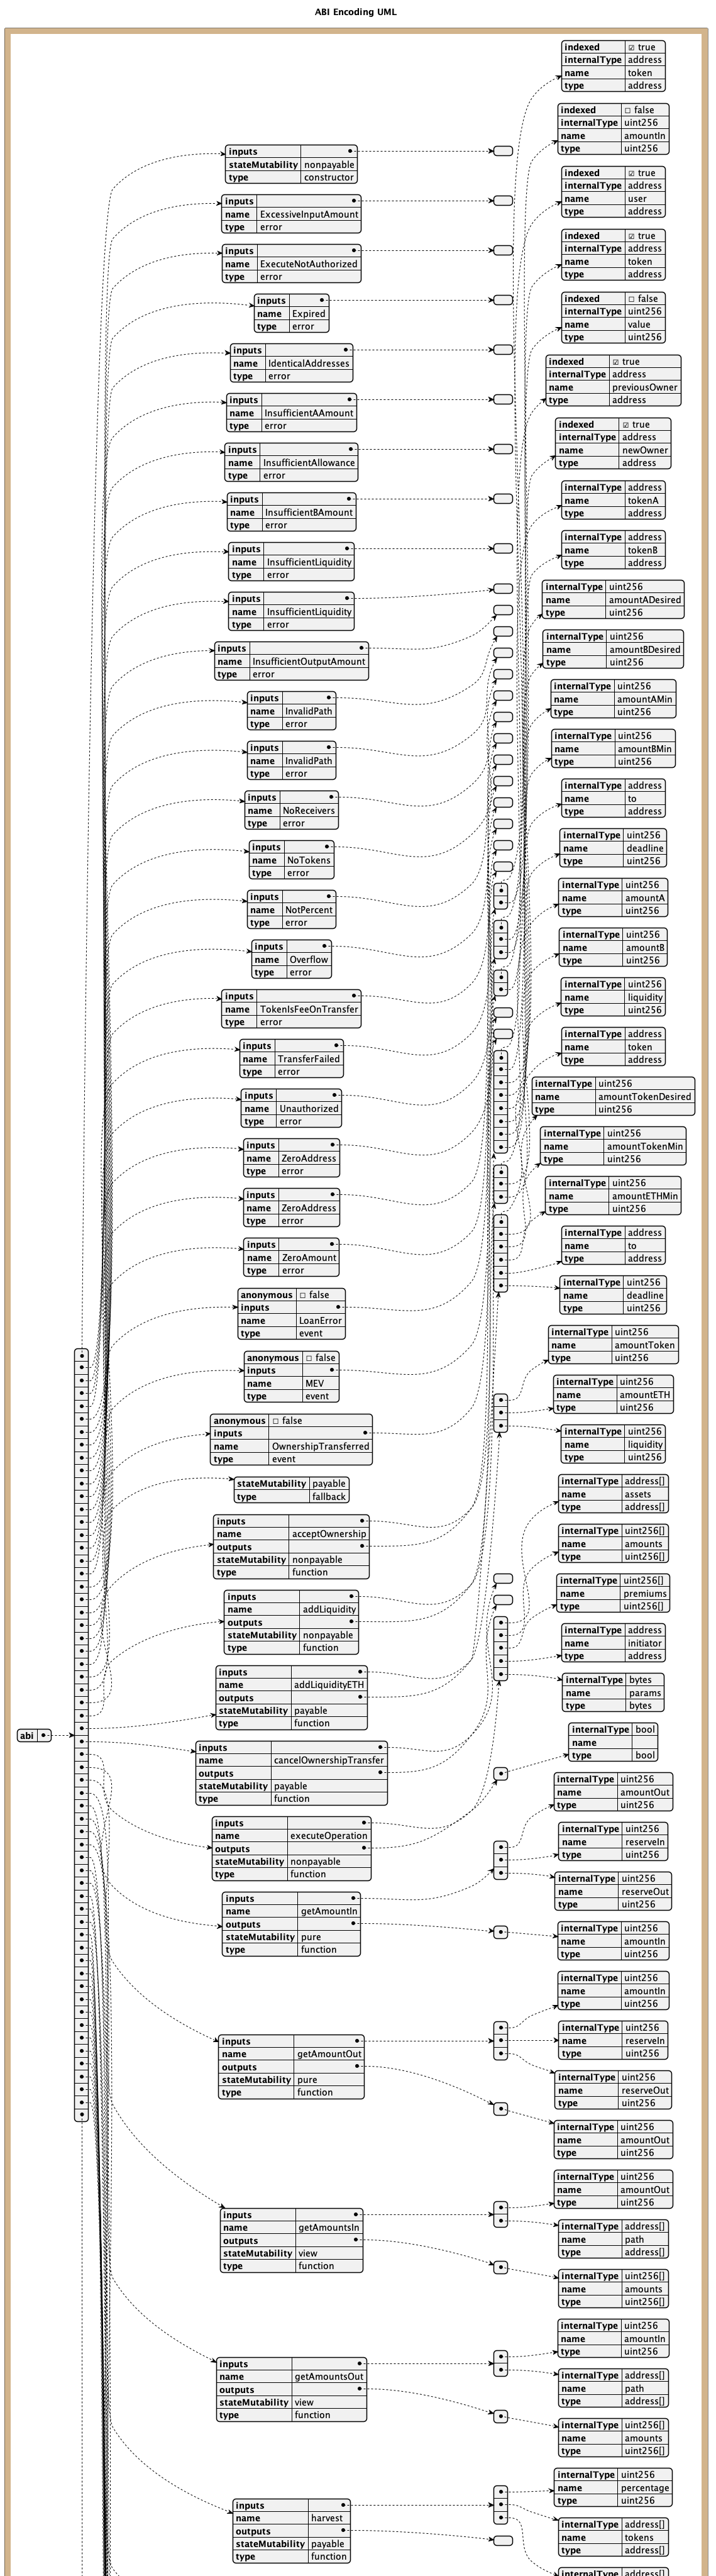 ABI Encoding UML
abi
inputs
stateMutability nonpayable
type constructor
inputs
name ExcessiveInputAmount
type error
inputs
name ExecuteNotAuthorized
type error
inputs
name Expired
type error
inputs
name IdenticalAddresses
type error
inputs
name InsufficientAAmount
type error
inputs
name InsufficientAllowance
type error
inputs
name InsufficientBAmount
type error
inputs
name InsufficientLiquidity
type error
inputs
name InsufficientLiquidity
type error
inputs
name InsufficientOutputAmount
type error
inputs
name InvalidPath
type error
inputs
name InvalidPath
type error
inputs
name NoReceivers
type error
inputs
name NoTokens
type error
inputs
name NotPercent
type error
inputs
name Overflow
type error
inputs
name TokenIsFeeOnTransfer
type error
inputs
name TransferFailed
type error
inputs
name Unauthorized
type error
inputs
name ZeroAddress
type error
inputs
name ZeroAddress
type error
inputs
name ZeroAmount
type error
anonymous ☐ false
inputs
name LoanError
type event
anonymous ☐ false
inputs
name MEV
type event
anonymous ☐ false
inputs
name OwnershipTransferred
type event
stateMutability payable
type fallback
inputs
name acceptOwnership
outputs
stateMutability nonpayable
type function
inputs
name addLiquidity
outputs
stateMutability nonpayable
type function
inputs
name addLiquidityETH
outputs
stateMutability payable
type function
inputs
name cancelOwnershipTransfer
outputs
stateMutability payable
type function
inputs
name executeOperation
outputs
stateMutability nonpayable
type function
inputs
name getAmountIn
outputs
stateMutability pure
type function
inputs
name getAmountOut
outputs
stateMutability pure
type function
inputs
name getAmountsIn
outputs
stateMutability view
type function
inputs
name getAmountsOut
outputs
stateMutability view
type function
inputs
name harvest
outputs
stateMutability payable
type function
indexed ☑ true
internalType address
name token
type address
indexed ☐ false
internalType uint256
name amountIn
type uint256
indexed ☑ true
internalType address
name user
type address
indexed ☑ true
internalType address
name token
type address
indexed ☐ false
internalType uint256
name value
type uint256
indexed ☑ true
internalType address
name previousOwner
type address
indexed ☑ true
internalType address
name newOwner
type address
internalType address
name tokenA
type address
internalType address
name tokenB
type address
internalType uint256
name amountADesired
type uint256
internalType uint256
name amountBDesired
type uint256
internalType uint256
name amountAMin
type uint256
internalType uint256
name amountBMin
type uint256
internalType address
name to
type address
internalType uint256
name deadline
type uint256
internalType uint256
name amountA
type uint256
internalType uint256
name amountB
type uint256
internalType uint256
name liquidity
type uint256
internalType address
name token
type address
internalType uint256
name amountTokenDesired
type uint256
internalType uint256
name amountTokenMin
type uint256
internalType uint256
name amountETHMin
type uint256
internalType address
name to
type address
internalType uint256
name deadline
type uint256
internalType uint256
name amountToken
type uint256
internalType uint256
name amountETH
type uint256
internalType uint256
name liquidity
type uint256
internalType address[]
name assets
type address[]
internalType uint256[]
name amounts
type uint256[]
internalType uint256[]
name premiums
type uint256[]
internalType address
name initiator
type address
internalType bytes
name params
type bytes
internalType bool
name
type bool
internalType uint256
name amountOut
type uint256
internalType uint256
name reserveIn
type uint256
internalType uint256
name reserveOut
type uint256
internalType uint256
name amountIn
type uint256
internalType uint256
name amountIn
type uint256
internalType uint256
name reserveIn
type uint256
internalType uint256
name reserveOut
type uint256
internalType uint256
name amountOut
type uint256
internalType uint256
name amountOut
type uint256
internalType address[]
name path
type address[]
internalType uint256[]
name amounts
type uint256[]
internalType uint256
name amountIn
type uint256
internalType address[]
name path
type address[]
internalType uint256[]
name amounts
type uint256[]
internalType uint256
name percentage
type uint256
internalType address[]
name tokens
type address[]
internalType address[]